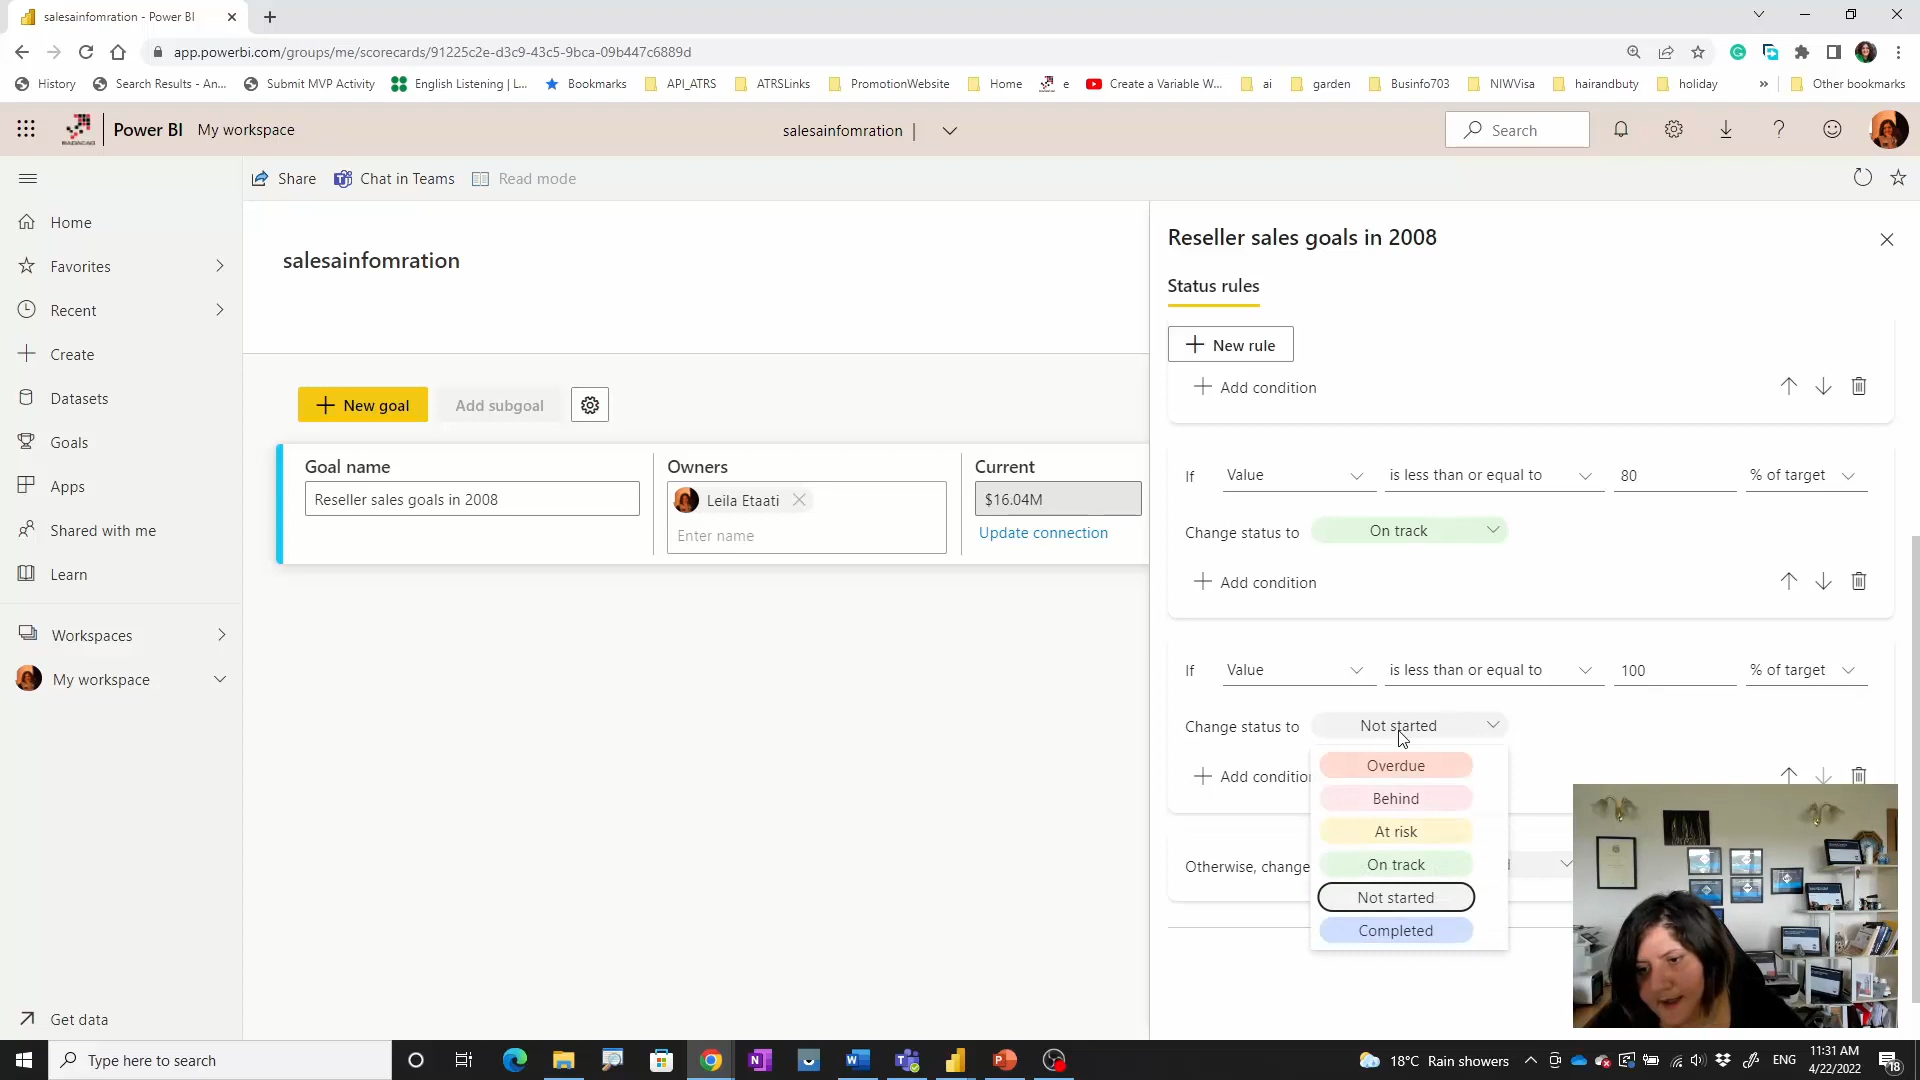 salesainfomration - Power BI
app.powerbi.com/groups/me/scorecards/91225c2e-d3c9-43c5-9bca-09b447c6889d
History
Search Results - An...
Submit MVP Activity
English Listening | L...
Bookmarks
API_ATRS
ATRSLinks
PromotionWebsite
Home
e
Create a Variable W...
ai
garden
Businfo703
NIWVisa
hairandbuty
holiday
»
Other bookmarks
Power BI My workspace
salesainfomration |
Search
Share
Chat in Teams
Read mode
Home
Favorites
Recent
Create
Datasets
Goals
Apps
Shared with me
Learn
Workspaces
My workspace
Get data
salesainfomration
New goal
Add subgoal
Goal name
Reseller sales goals in 2008
Owners
Leila Etaati
Enter name
Current
$16.04M
Update connection
Reseller sales goals in 2008
Status rules
New rule
Add condition
If Value is less than or equal to 80 % of target
Change status to On track
Add condition
If Value is less than or equal to 100 % of target
Change status to Not started
Add condition
Overdue
Behind
At risk
On track
Not started
Completed
Otherwise, change
Type here to search
18°C Rain showers
ENG
11:31 AM
4/22/2022
18